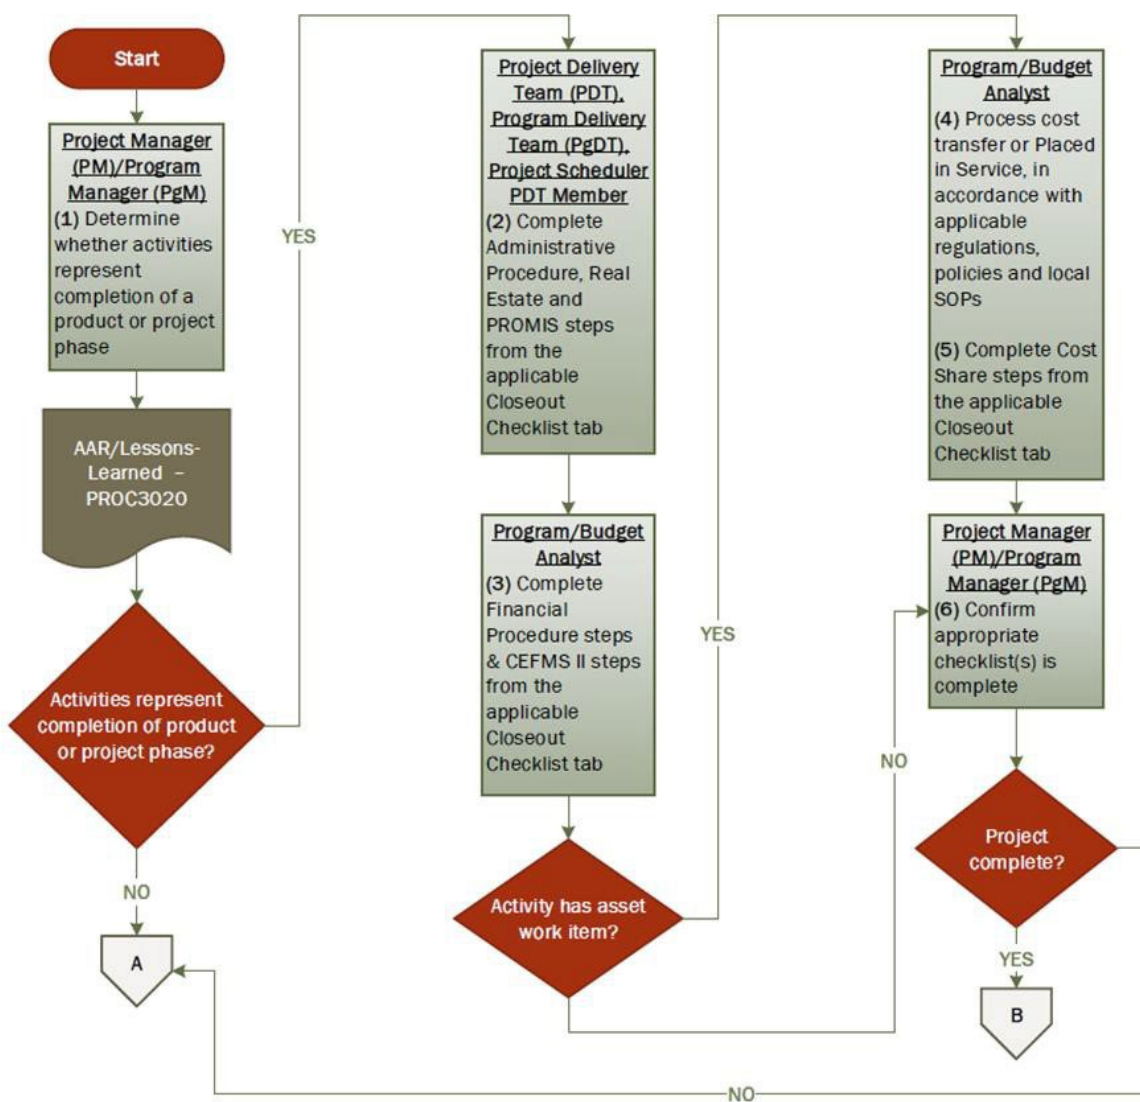 Start
Project Manager
(PM)/Program
Manager (PgM)
(1) Determine
whether activities
represent
completion of a
product or project
phase
AAR/Lessons-
Learned –
PROC3020
Activities represent
completion of product
or project phase?
NO
A
YES
Project Delivery
Team (PDT),
Program Delivery
Team (PgDT),
Project Scheduler
PDT Member
(2) Complete
Administrative
Procedure, Real
Estate and
PROMIS steps
from the
applicable
Closeout
Checklist tab
Program/Budget
Analyst
(3) Complete
Financial
Procedure steps
& CEFMS II steps
from the
applicable
Closeout
Checklist tab
Activity has asset
work item?
YES
NO
Program/Budget
Analyst
(4) Process cost
transfer or Placed
in Service, in
accordance with
applicable
regulations,
policies and local
SOPs
(5) Complete Cost
Share steps from
the applicable
Closeout
Checklist tab
Project Manager
(PM)/Program
Manager (PgM)
(6) Confirm
appropriate
checklist(s) is
complete
Project
complete?
YES
B
NO